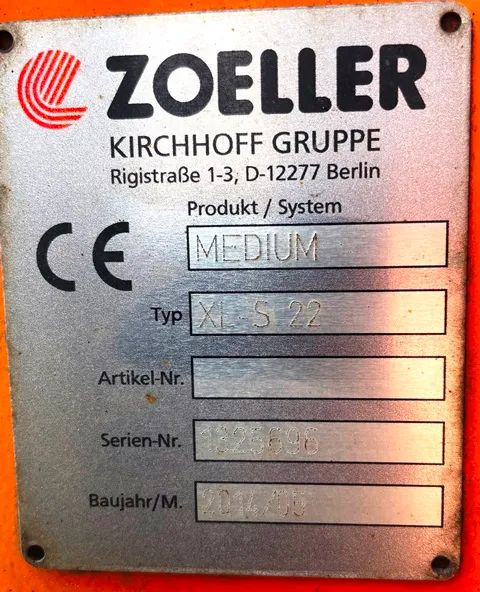 ZOELLER
KIRCHHOFF GRUPPE
Rigistraße 1-3, D-12277 Berlin
Produkt / System
CE MEDIUM
Typ XL-S 22
Artikel-Nr.
Serien-Nr. 1325696
Baujahr/M. 2014/05